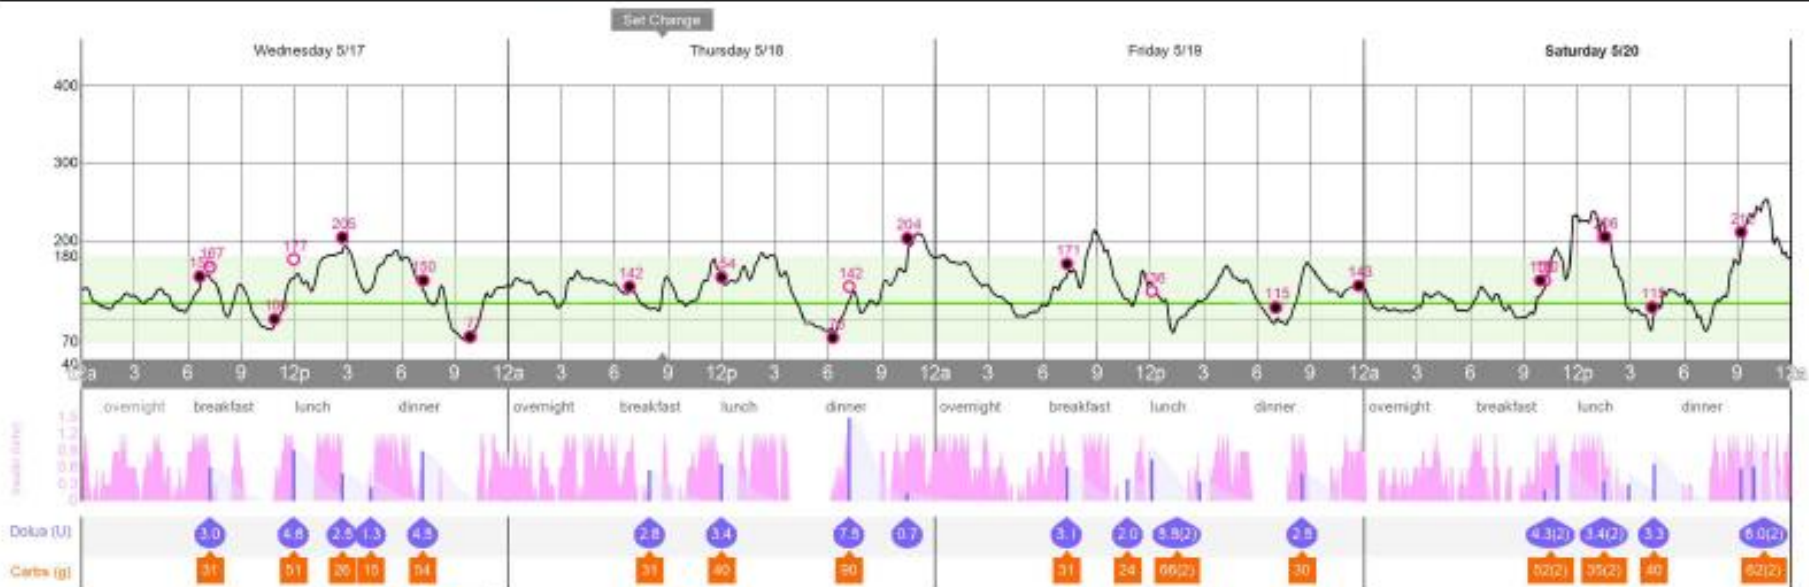 Set Change
Wednesday 5/17 Thursday 5/18 Friday 5/19 Saturday 5/20
400
300
200
180
70
40
167 177 205 150 142 204 142 171 136 115 143
12a 3 6 9 12p 3 6 9 12a 3 6 9 12p 3 6 9 12a 3 6 9 12p 3 6 9 12a 3 6 9 12p 3 6 9
overnight breakfast lunch dinner overnight breakfast lunch dinner overnight breakfast lunch dinner overnight breakfast lunch dinner
Bolus (U) 3.0 4.6 2.5 1.3 4.5 2.8 3.4 7.5 0.7 3.1 2.0 5.8(2) 2.8 4.3(2) 3.4(2) 3.3 6.0(2)
Carbs (g) 31 51 26 15 54 31 40 90 31 24 66(2) 30 52(2) 35(2) 40 62(2)